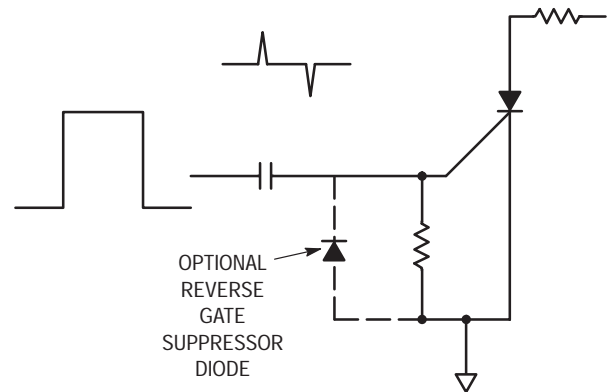 OPTIONAL
REVERSE
GATE
SUPPRESSOR
DIODE